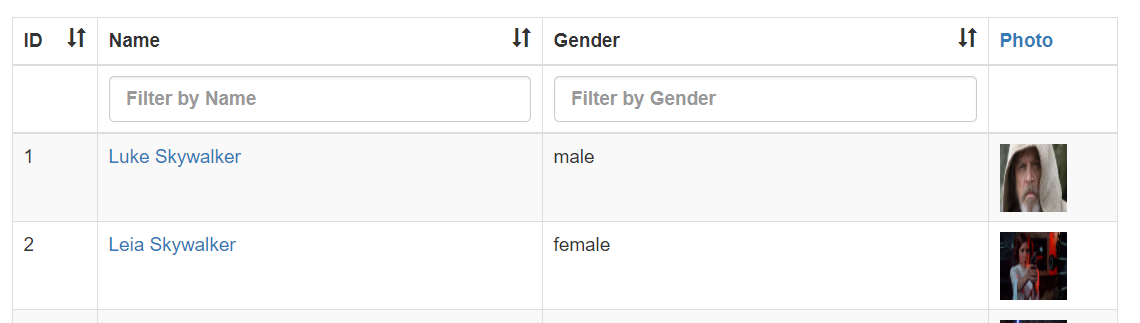 ID Name Gender Photo
Filter by Name Filter by Gender
1 Luke Skywalker male
2 Leia Skywalker female